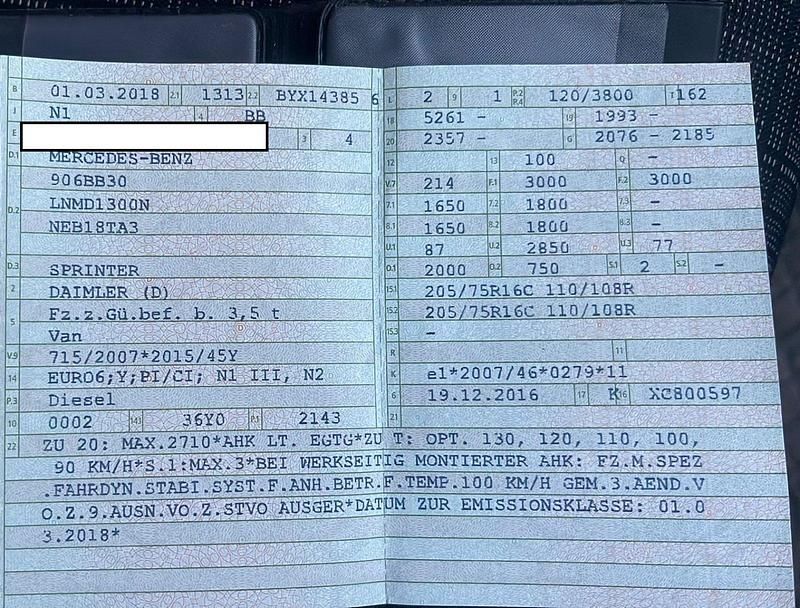 B 01.03.2018 2.1 1313 2.2 BYX14385 6
J N1 4 BB
E 3 4
D.1 MERCEDES-BENZ
906BB30
D.2 LNMD1300N
NEB18TA3
D.3 SPRINTER
2 DAIMLER (D)
5 Fz.z.Gü.bef. b. 3,5 t
Van
V.9 715/2007*2015/45Y
14 EURO6;Y;PI/CI; N1 III, N2
P.3 Diesel
10 0002 14.1 36Y0 P.1 2143
L 2 9 1 P.2 P.4 120/3800 T 162
18 5261 - 19 1993 -
20 2357 - G 2076 - 2185
12 13 100 Q -
V.7 214 F.1 3000 F.2 3000
7.1 1650 7.2 1800 7.3 -
8.1 1650 8.2 1800 8.3 -
U.1 87 U.2 2850 U.3 77
O.1 2000 O.2 750 S.1 2 S.2 -
15.1 205/75R16C 110/108R
15.2 205/75R16C 110/108R
15.3 -
R 11
K e1*2007/46*0279*11
6 19.12.2016 17 K 16 XC800597
21
22 ZU 20: MAX.2710*AHK LT. EGTG*ZU T: OPT. 130, 120, 110, 100,
90 KM/H*S.1:MAX.3*BEI WERKSEITIG MONTIERTER AHK: FZ.M.SPEZ
.FAHRDYN.STABI.SYST.F.ANH.BETR.F.TEMP.100 KM/H GEM.3.AEND.V
O.Z.9.AUSN.VO.Z.STVO AUSGER*DATUM ZUR EMISSIONSKLASSE: 01.0
3.2018*